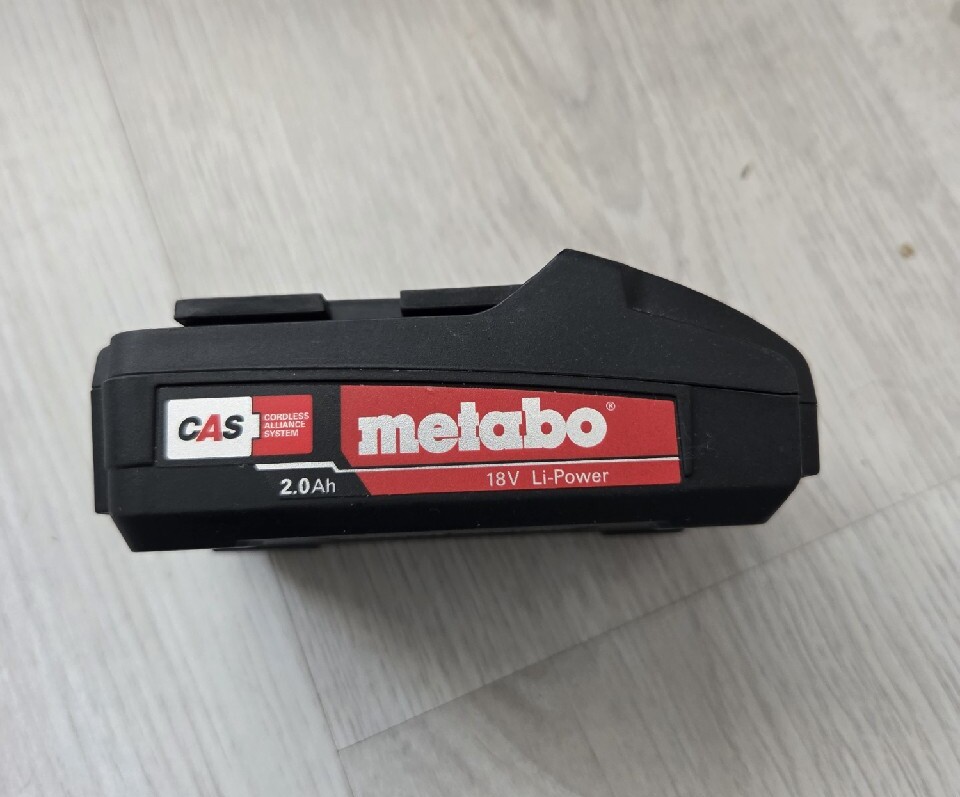 CAS
CORDLESS
ALLIANCE
SYSTEM
metabo®
2.0Ah
18V Li-Power